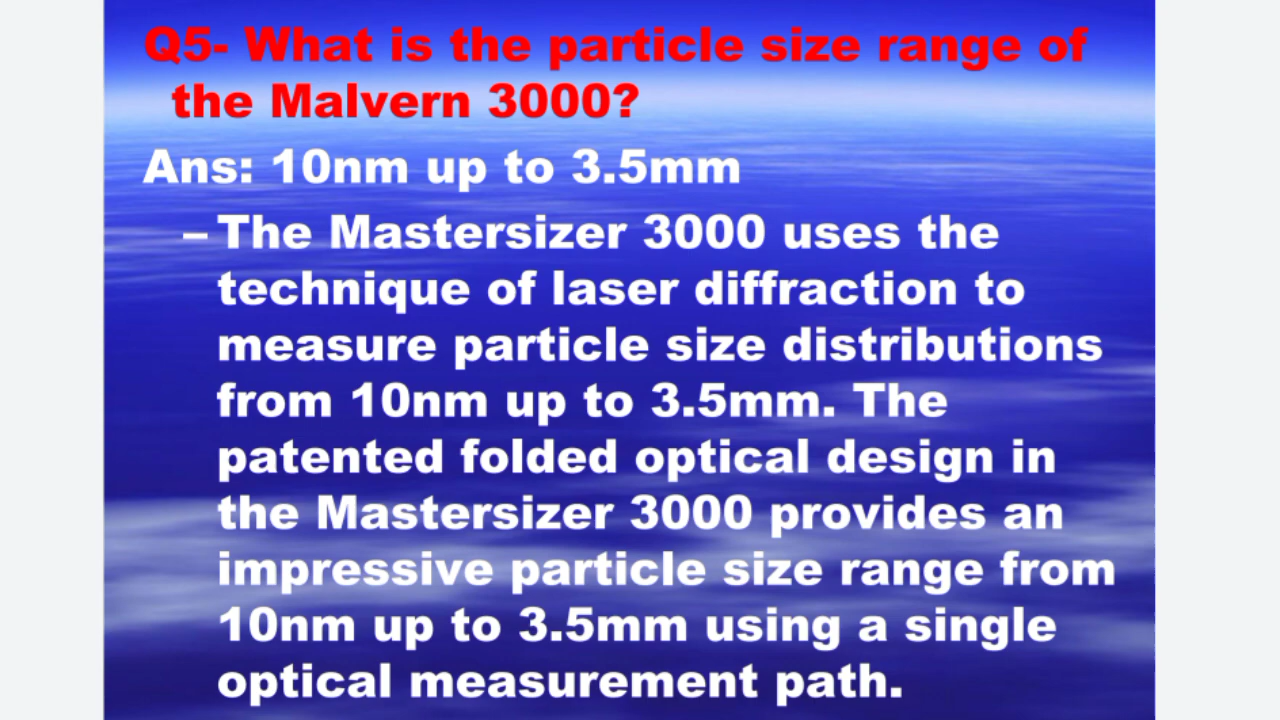 Q5- What is the particle size range of
the Malvern 3000?
Ans: 10nm up to 3.5mm
– The Mastersizer 3000 uses the
technique of laser diffraction to
measure particle size distributions
from 10nm up to 3.5mm. The
patented folded optical design in
the Mastersizer 3000 provides an
impressive particle size range from
10nm up to 3.5mm using a single
optical measurement path.